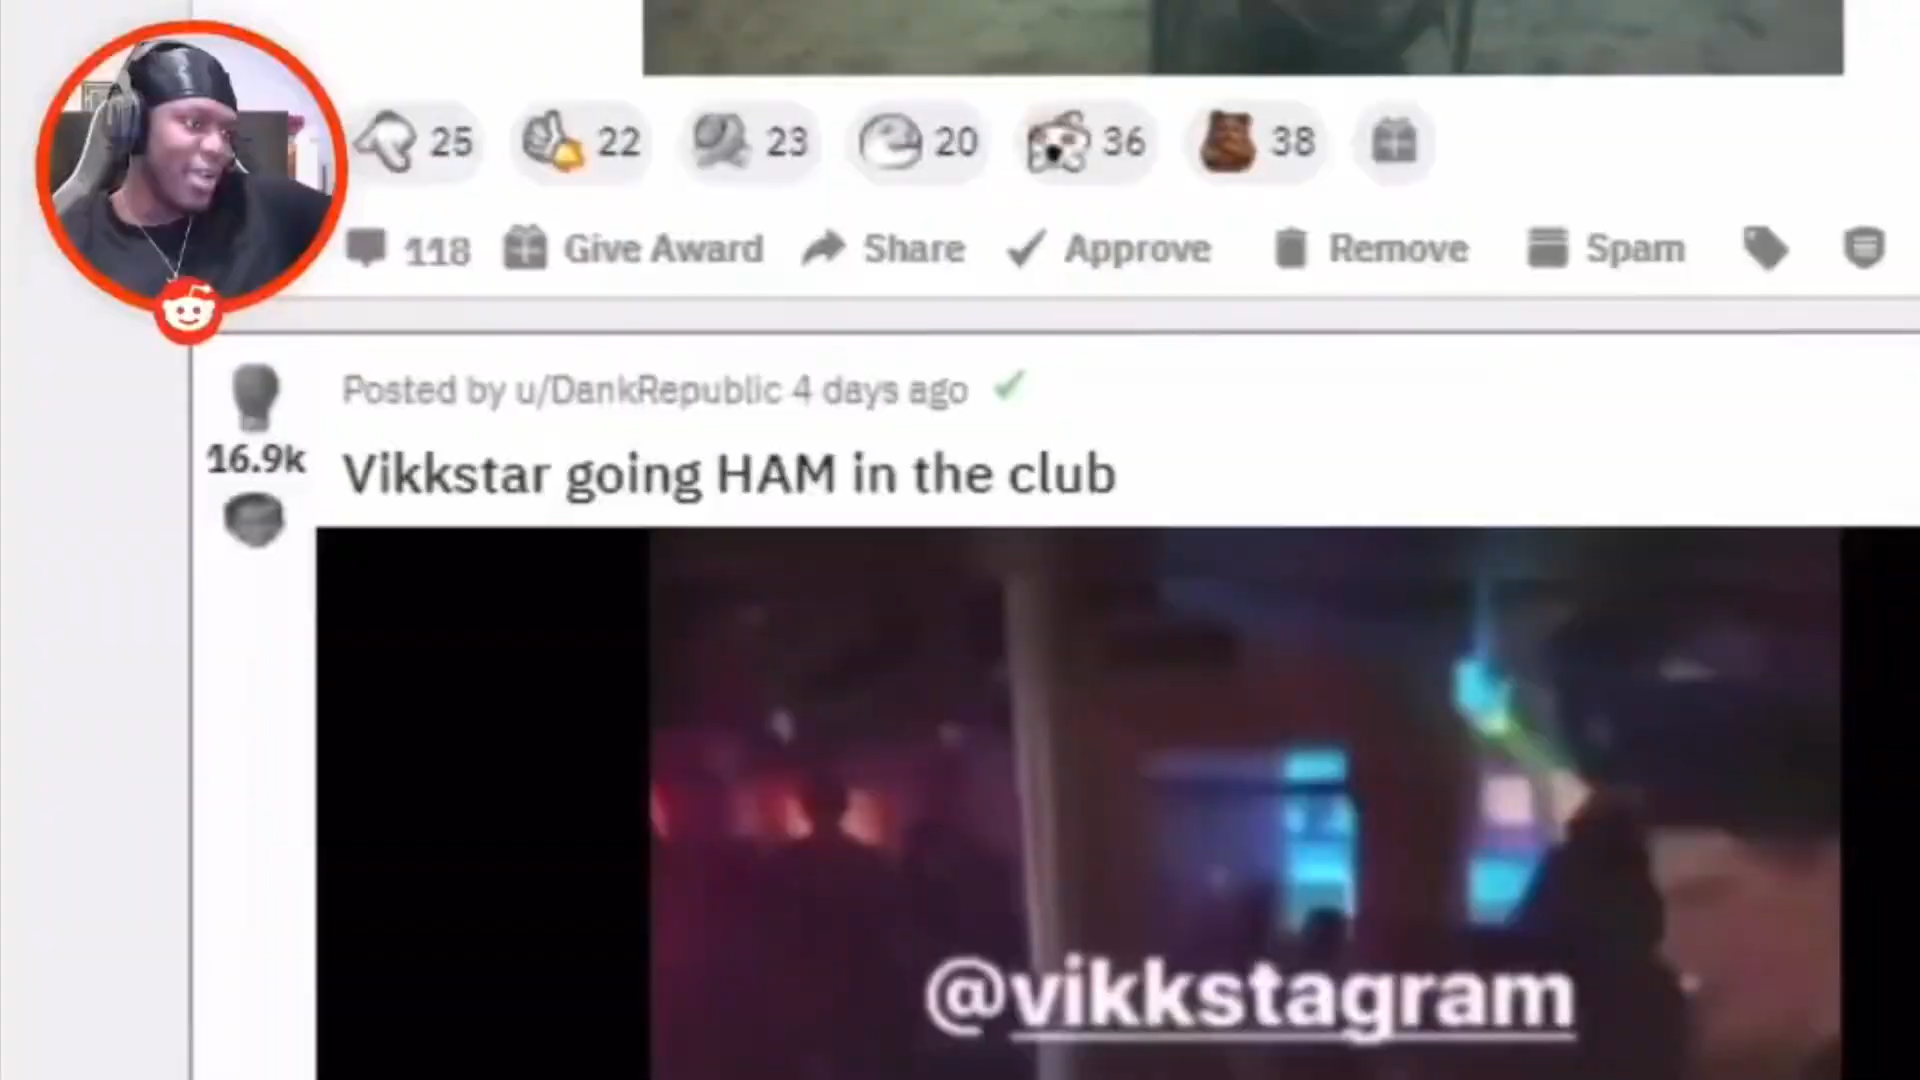 25 22 23 20 36 38
118 Give Award Share Approve Remove Spam
Posted by u/DankRepublic 4 days ago
16.9k
Vikkstar going HAM in the club
@vikkstagram